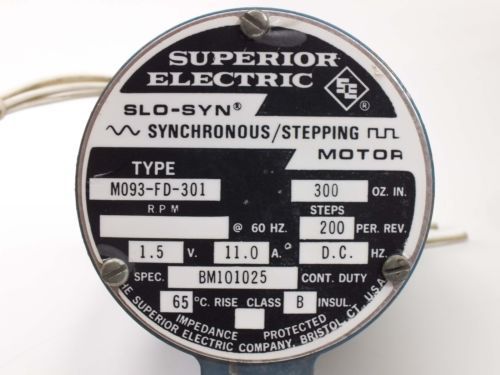 SUPERIOR
ELECTRIC
SE ®
SLO-SYN®
SYNCHRONOUS/STEPPING
MOTOR
TYPE
M093-FD-301 300 OZ. IN.
RPM STEPS
@ 60 HZ. 200 PER. REV.
1.5 V. 11.0 A. D.C. HZ.
SPEC. BM101025 CONT. DUTY
65 °C. RISE CLASS B INSUL.
IMPEDANCE PROTECTED
THE SUPERIOR ELECTRIC COMPANY, BRISTOL, CT. U.S.A.